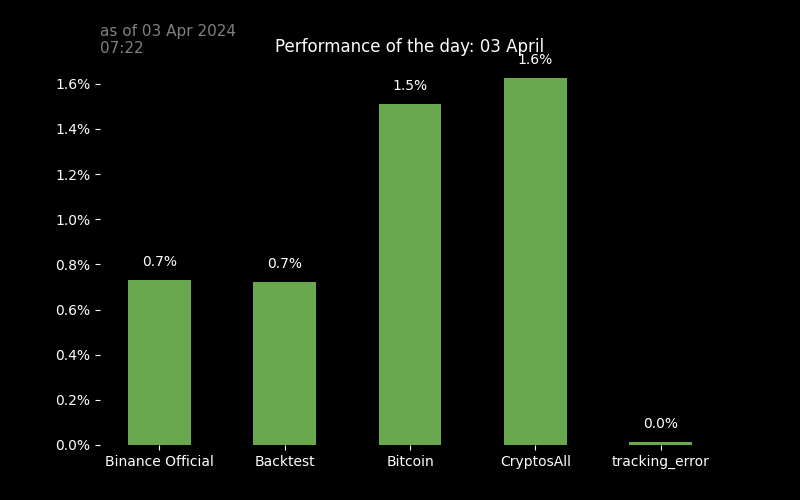 as of 03 Apr 2024
07:22
Performance of the day: 03 April
1.6%
1.6%
1.5%
1.4%
1.2%
1.0%
0.8%
0.7%
0.7%
0.6%
0.4%
0.2%
0.0%
0.0%
Binance Official
Backtest
Bitcoin
CryptosAll
tracking_error